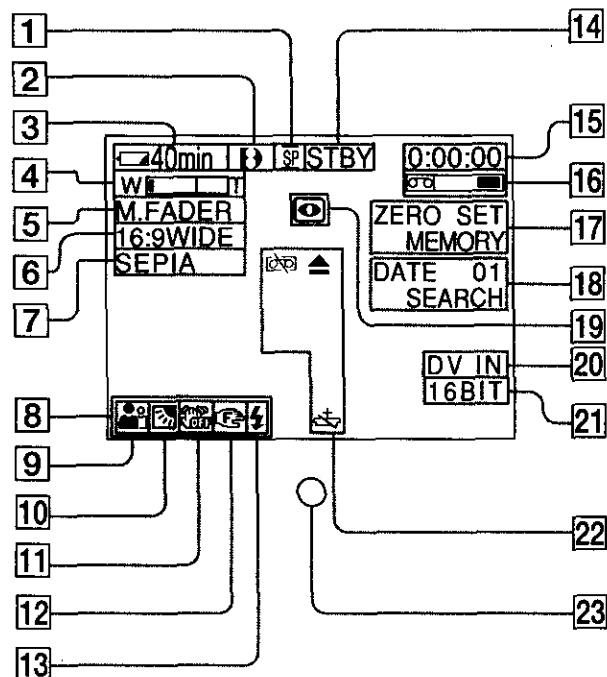 1
2
3
4
5
6
7
8
9
10
11
12
13
14
15
16
17
18
19
20
21
22
23
40min SP STBY 0:00:00
W T
M.FADER
16:9WIDE
SEPIA
ZERO SET
MEMORY
DATE 01
SEARCH
DV IN
16BIT
OFF
F